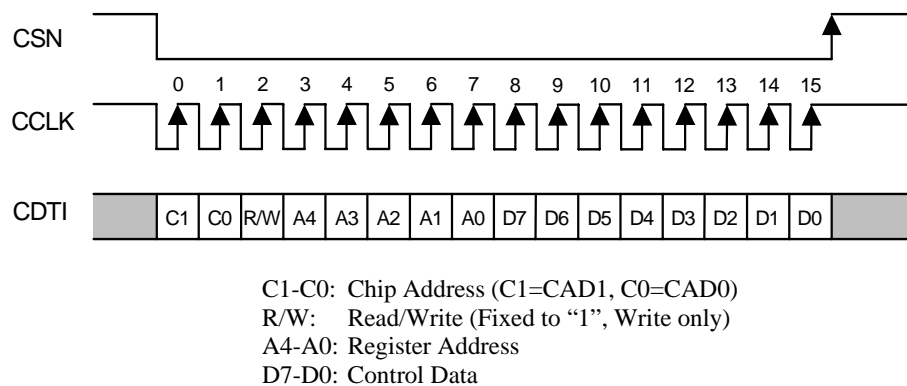 CSN
0 1 2 3 4 5 6 7 8 9 10 11 12 13 14 15
CCLK
CDTI C1 C0 R/W A4 A3 A2 A1 A0 D7 D6 D5 D4 D3 D2 D1 D0
C1-C0: Chip Address (C1=CAD1, C0=CAD0)
R/W: Read/Write (Fixed to “1”, Write only)
A4-A0: Register Address
D7-D0: Control Data